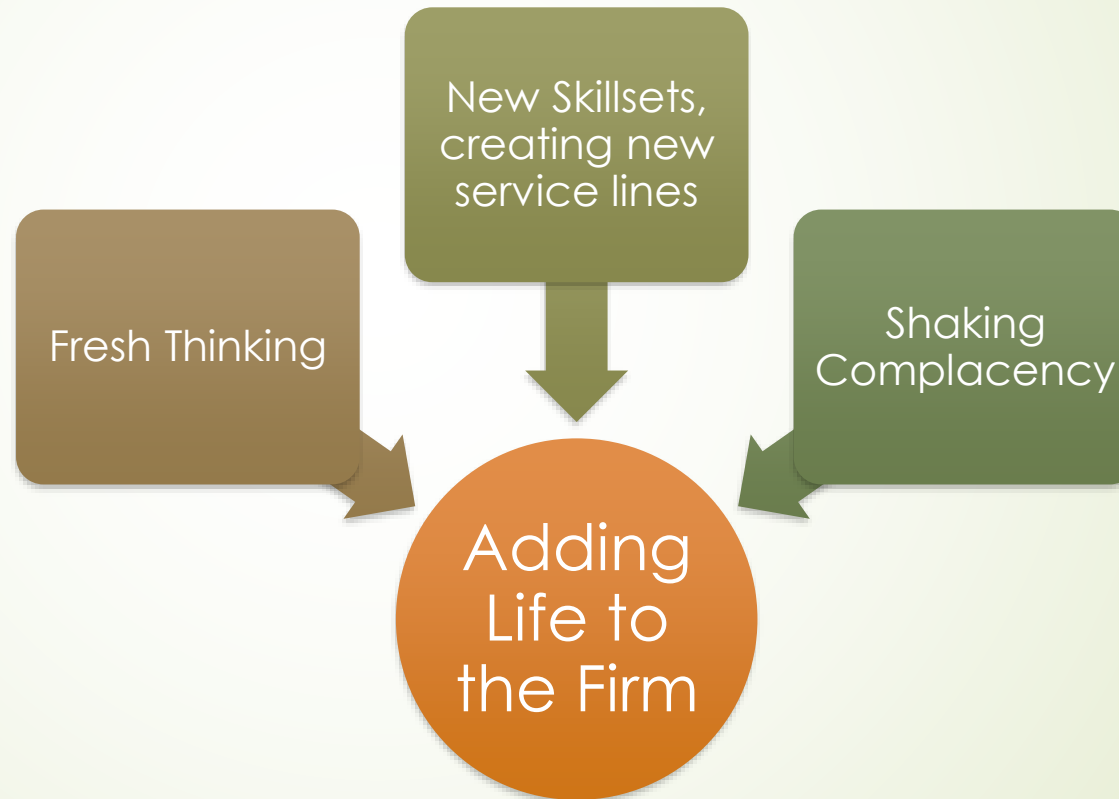 New Skillsets,
creating new
service lines
Fresh Thinking
Shaking
Complacency
Adding
Life to
the Firm